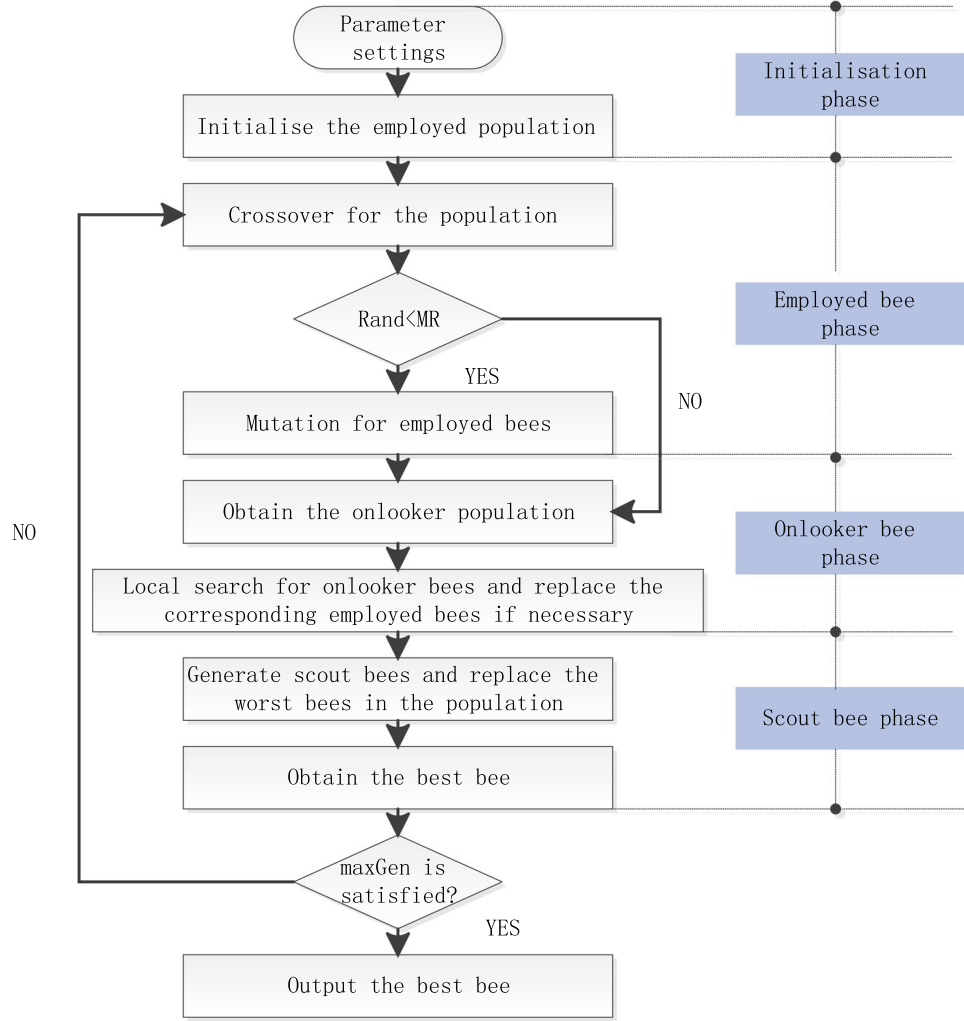 Parameter
settings
Initialise the employed population
Crossover for the population
Rand<MR
YES
NO
Mutation for employed bees
Obtain the onlooker population
NO
Local search for onlooker bees and replace the
corresponding employed bees if necessary
Generate scout bees and replace the
worst bees in the population
Obtain the best bee
maxGen is
satisfied?
YES
Output the best bee
Initialisation
phase
Employed bee
phase
Onlooker bee
phase
Scout bee phase